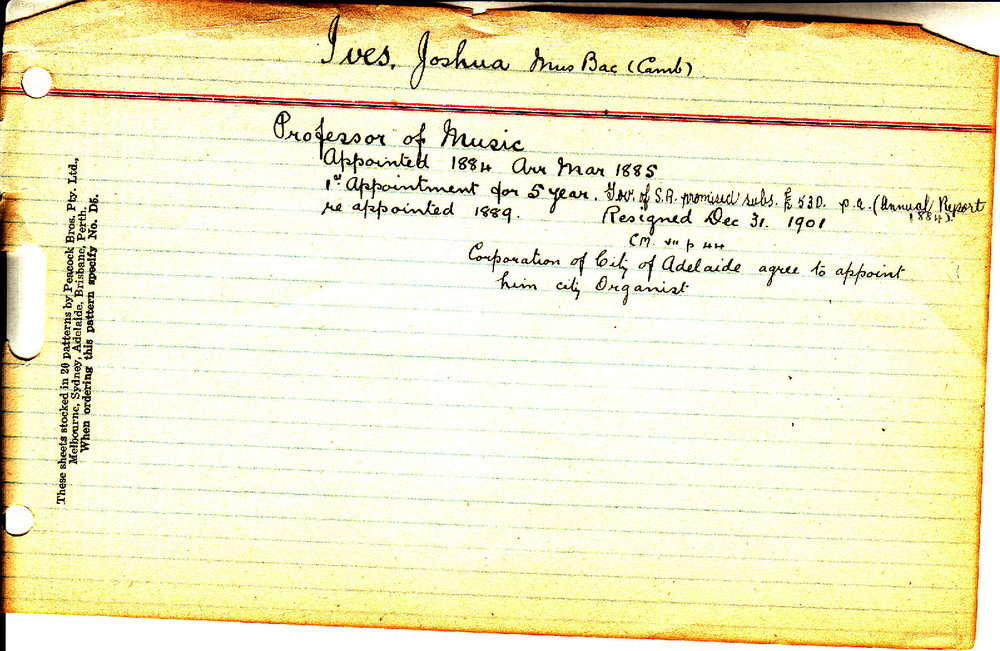 Ives, Joshua Mus Bac (Camb)
Professor of Music
Appointed 1884 Arr Mar 1885
1st Appointment for 5 year. Gov. of S.A. promised subs. £ 530. p.a. (Annual Report 1884).
re appointed 1889. Resigned Dec 31. 1901
CM. VII p 44
Corporation of City of Adelaide agree to appoint
him city Organist
These sheets stocked in 20 patterns by Peacock Bros. Pty. Ltd.,
Melbourne, Sydney, Adelaide, Brisbane, Perth.
When ordering this pattern specify No. D5.